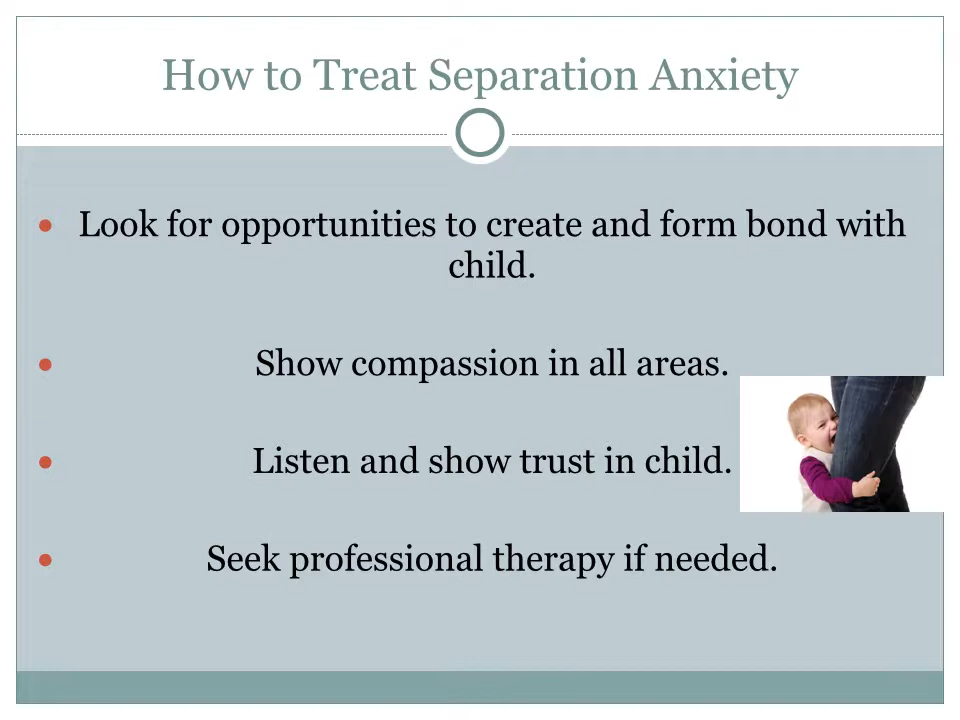 How to Treat Separation Anxiety
• Look for opportunities to create and form bond with
child.
• Show compassion in all areas.
• Listen and show trust in child.
• Seek professional therapy if needed.